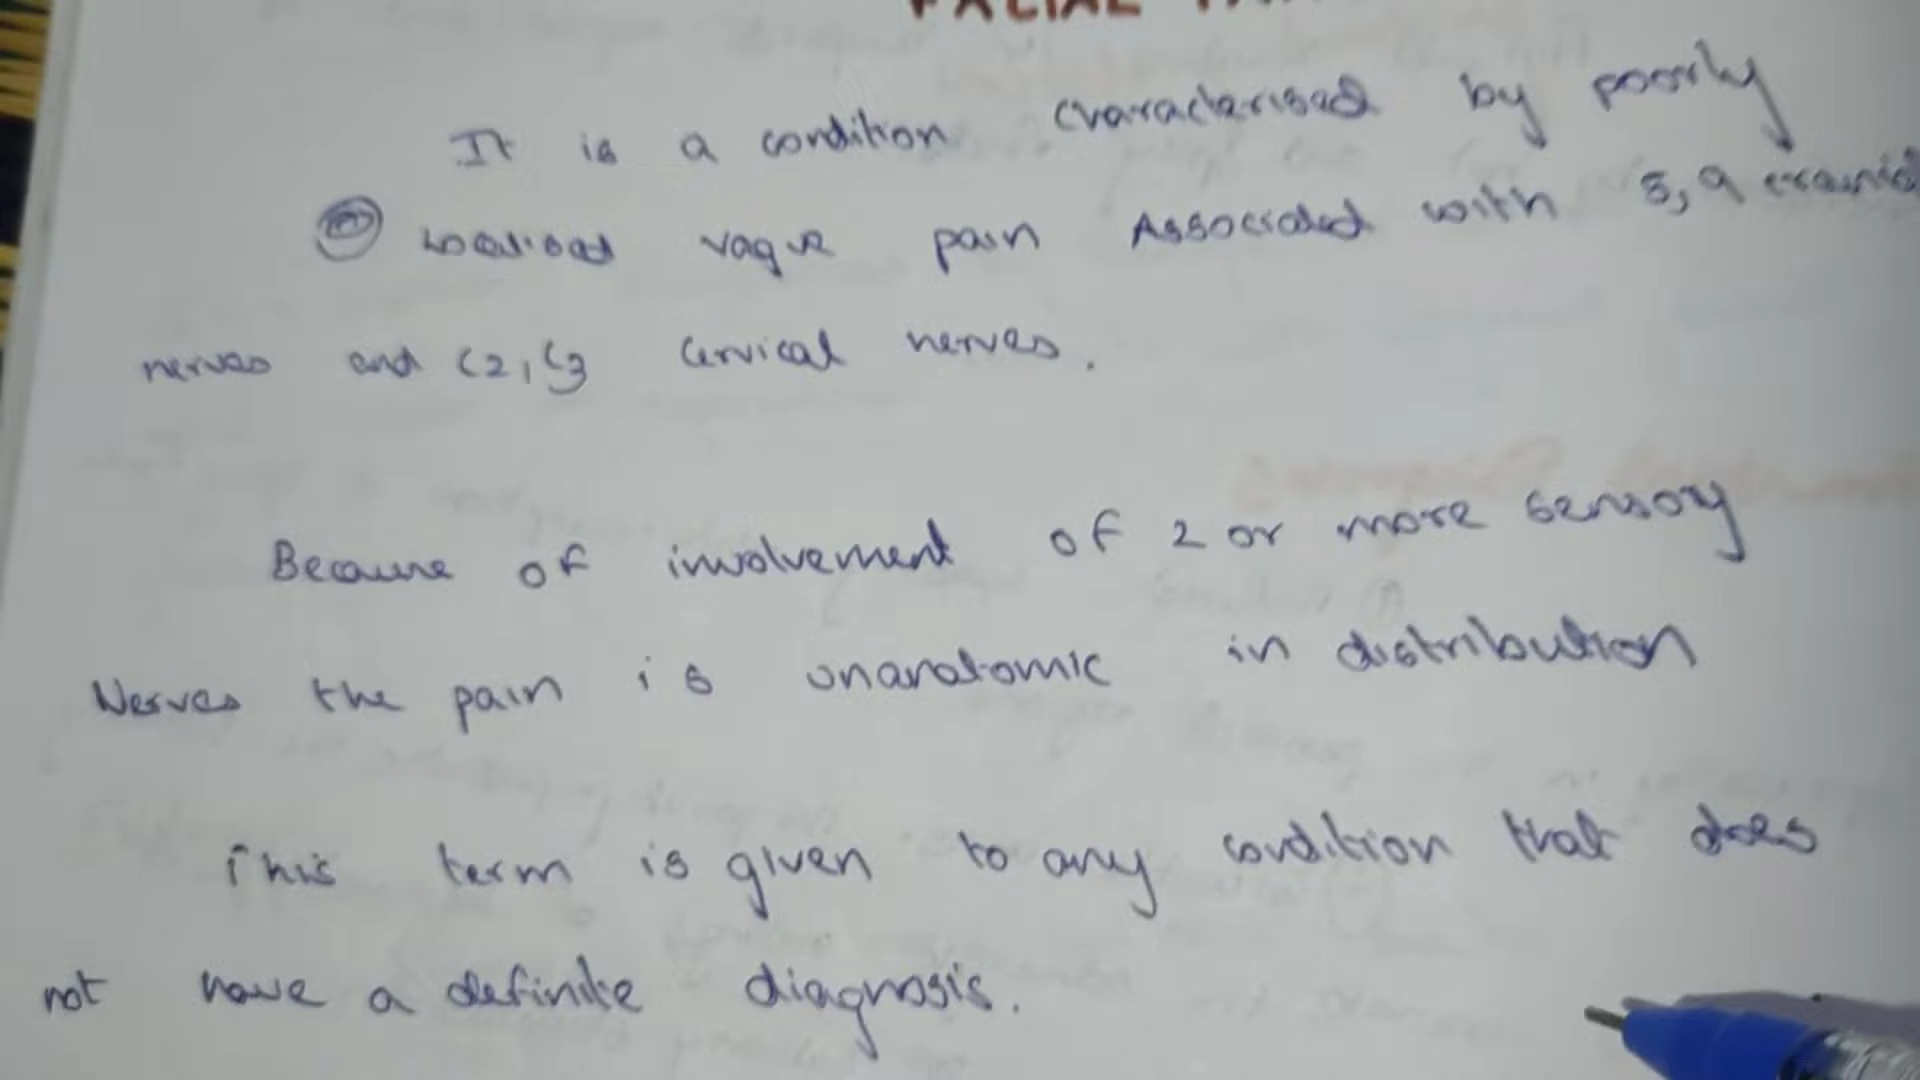 FACIAL PAI
It is a condition characterised by poorly
localised vague pain Associated with 5, 9 cranial
nerves and C2, C3 Cervical nerves.
Because of involvement of 2 or more sensory
Nerves the pain is unanatomic in distribution
This term is given to any condition that does
not have a definite diagnosis.